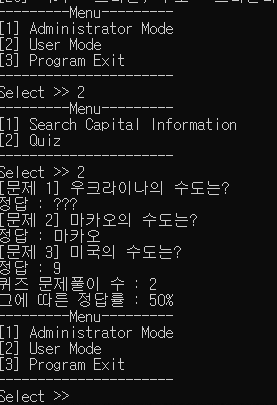 ---------Menu---------
[1] Administrator Mode
[2] User Mode
[3] Program Exit
----------------------
Select >> 2
---------Menu---------
[1] Search Capital Information
[2] Quiz
----------------------
Select >> 2
[문제 1] 우크라이나의 수도는?
정답 : ???
[문제 2] 마카오의 수도는?
정답 : 마카오
[문제 3] 미국의 수도는?
정답 : 9
퀴즈 문제풀이 수 : 2
그에 따른 정답률 : 50%
---------Menu---------
[1] Administrator Mode
[2] User Mode
[3] Program Exit
----------------------
Select >>